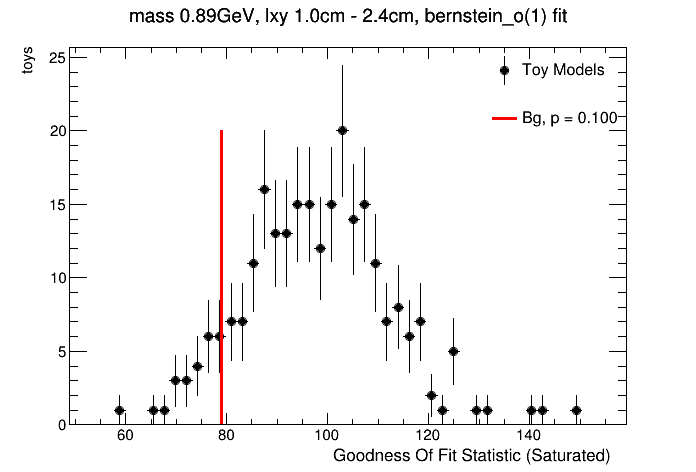 mass 0.89GeV, lxy 1.0cm - 2.4cm, bernstein_o(1) fit
toys
25
20
15
10
5
0
Toy Models
Bg, p = 0.100
60 80 100 120 140
Goodness Of Fit Statistic (Saturated)